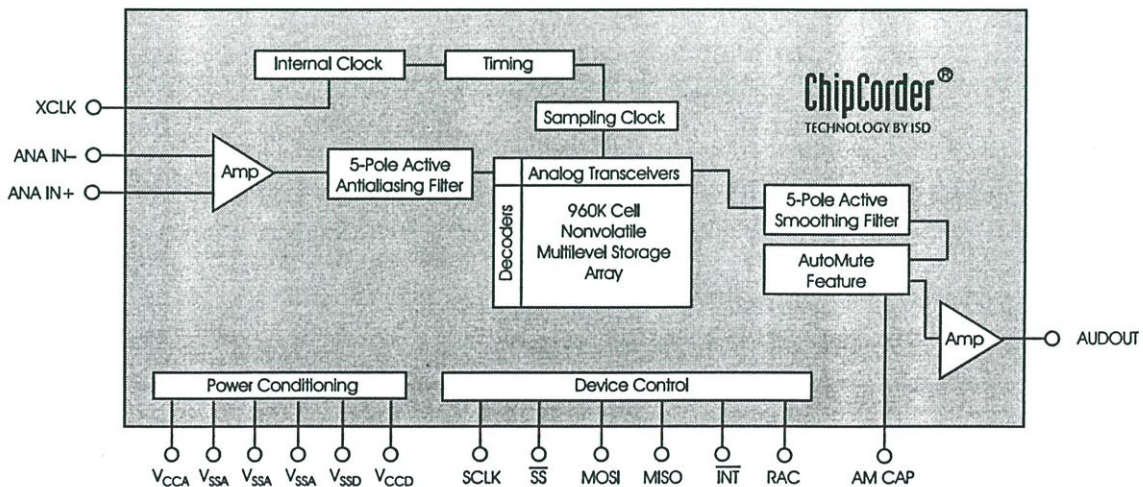 Internal Clock
Timing
ChipCorder®
TECHNOLOGY BY ISD
XCLK
Sampling Clock
ANA IN–
ANA IN+
Amp
5-Pole Active
Antialiasing Filter
Decoders
Analog Transceivers
960K Cell
Nonvolatile
Multilevel Storage
Array
5-Pole Active
Smoothing Filter
AutoMute
Feature
Amp
AUDOUT
Power Conditioning
Device Control
VCCA VSSA VSSA VSSA VSSD VCCD SCLK S̅S̅ MOSI MISO I̅N̅T̅ RAC AM CAP